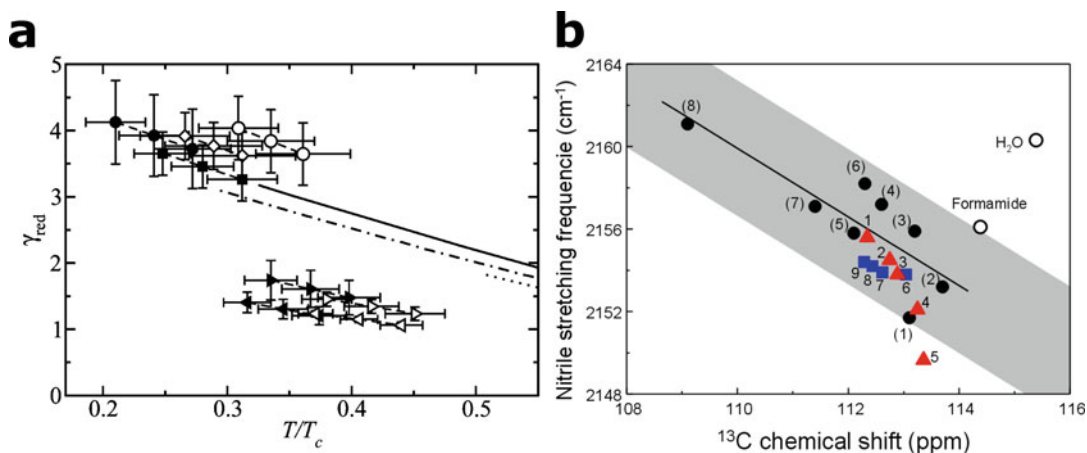 a
5
4
3
2
1
0
γred
0.2 0.3 0.4 0.5
T/Tc
b
2164
2160
2156
2152
2148
Nitrile stretching frequencie (cm-1)
108 110 112 114 116
13C chemical shift (ppm)
(8)
H2O
(6)
(4)
Formamide
(7)
(5) 1 (3)
2
3
9
8
7
6
(2)
4
(1)
5